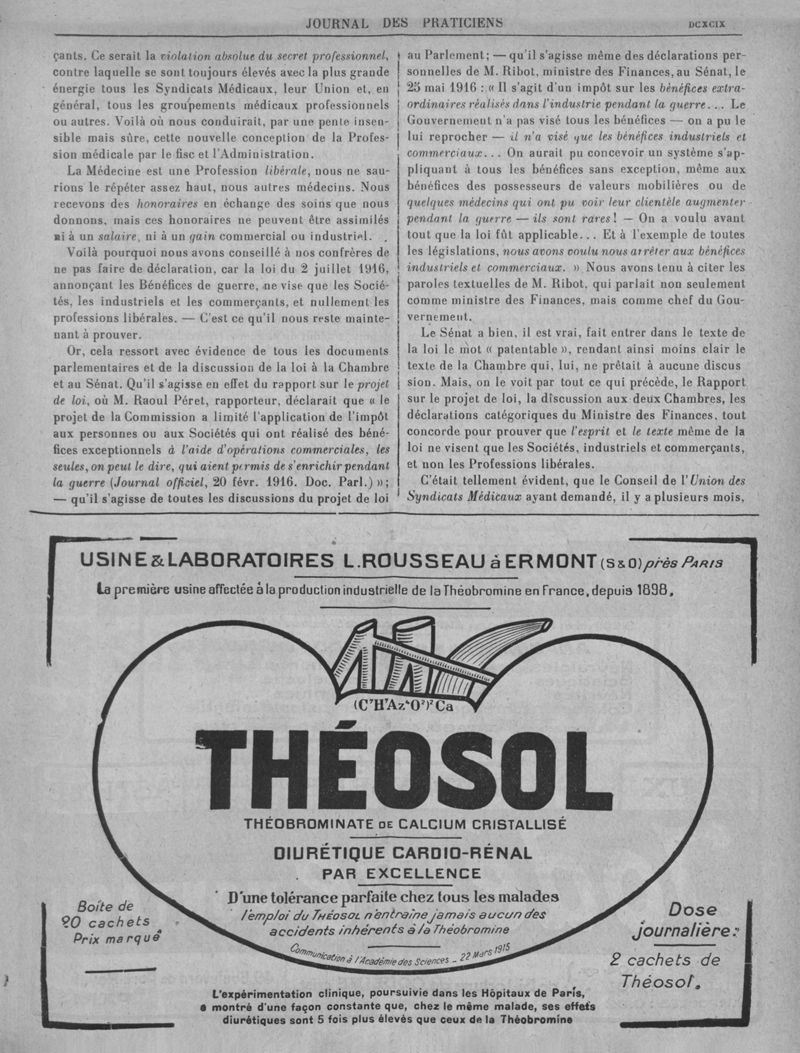 JOURNAL DES PRATICIENS
DCXCIX
çants. Ce serait la violation absolue du secret professionnel,
contre laquelle se sont toujours élevés avec la plus grande
énergie tous les Syndicats Médicaux, leur Union et, en
général, tous les groupements médicaux professionnels
ou autres. Voilà où nous conduirait, par une pente insen-
sible mais sûre, cette nouvelle conception de la Profes-
sion médicale par le fisc et l'Administration.
La Médecine est une Profession libérale, nous ne sau-
rions le répéter assez haut, nous autres médecins. Nous
recevons des honoraires en échange des soins que nous
donnons, mais ces honoraires ne peuvent être assimilés
ni à un salaire, ni à un gain commercial ou industriel.
Voilà pourquoi nous avons conseillé à nos confrères de
ne pas faire de déclaration, car la loi du 2 juillet 1916,
annonçant les Bénéfices de guerre, ne vise que les Socié-
tés, les industriels et les commerçants, et nullement les
professions libérales. — C'est ce qu'il nous reste mainte-
nant à prouver.
Or, cela ressort avec évidence de tous les documents
parlementaires et de la discussion de la loi à la Chambre
et au Sénat. Qu'il s'agisse en effet du rapport sur le projet
de loi, où M. Raoul Péret, rapporteur, déclarait que « le
projet de la Commission a limité l'application de l'impôt
aux personnes ou aux Sociétés qui ont réalisé des béné-
fices exceptionnels à l'aide d'opérations commerciales, les
seules, on peut le dire, qui aient permis de s'enrichir pendant
la guerre (Journal officiel, 20 févr. 1916. Doc. Parl.) »;
— qu'il s'agisse de toutes les discussions du projet de loi
au Parlement; — qu'il s'agisse même des déclarations per-
sonnelles de M. Ribot, ministre des Finances, au Sénat, le
25 mai 1916 : « Il s'agit d'un impôt sur les bénéfices extra-
ordinaires réalisés dans l'industrie pendant la guerre... Le
Gouvernement n'a pas visé tous les bénéfices — on a pu le
lui reprocher — il n'a visé que les bénéfices industriels et
commerciaux... On aurait pu concevoir un système s'ap-
pliquant à tous les bénéfices sans exception, même aux
bénéfices des possesseurs de valeurs mobilières ou de
quelques médecins qui ont pu voir leur clientèle augmenter
pendant la guerre — ils sont rares! — On a voulu avant
tout que la loi fût applicable... Et à l'exemple de toutes
les législations, nous avons voulu nous arrêter aux bénéfices
industriels et commerciaux. » Nous avons tenu à citer les
paroles textuelles de M. Ribot, qui parlait non seulement
comme ministre des Finances, mais comme chef du Gou-
vernement.
Le Sénat a bien, il est vrai, fait entrer dans le texte de
la loi le mot « patentable », rendant ainsi moins clair le
texte de la Chambre qui, lui, ne prêtait à aucune discus
sion. Mais, on le voit par tout ce qui précède, le Rapport
sur le projet de loi, la discussion aux deux Chambres, les
déclarations catégoriques du Ministre des Finances, tout
concorde pour prouver que l'esprit et le texte même de la
loi ne visent que les Sociétés, industriels et commerçants,
et non les Professions libérales.
C'était tellement évident, que le Conseil de l'Union des
Syndicats Médicaux ayant demandé, il y a plusieurs mois,
USINE & LABORATOIRES L. ROUSSEAU à ERMONT (S & O) près PARIS
La première usine affectée à la production industrielle de la Théobromine en France, depuis 1898.
(C⁷H⁷Az⁴O²)² Ca
THÉOSOL
THÉOBROMINATE DE CALCIUM CRISTALLISÉ
DIURÉTIQUE CARDIO-RÉNAL
PAR EXCELLENCE
D'une tolérance parfaite chez tous les malades
l'emploi du THÉOSOL n'entraîne jamais aucun des
accidents inhérents à la Théobromine
Communication à l'Académie des Sciences — 22 Mars 1915
Boîte de
20 cachets
Prix marqué
Dose
journalière:
2 cachets de
Théosol.
L'expérimentation clinique, poursuivie dans les Hôpitaux de Paris,
a montré d'une façon constante que, chez le même malade, ses effets
diurétiques sont 5 fois plus élevés que ceux de la Théobromine